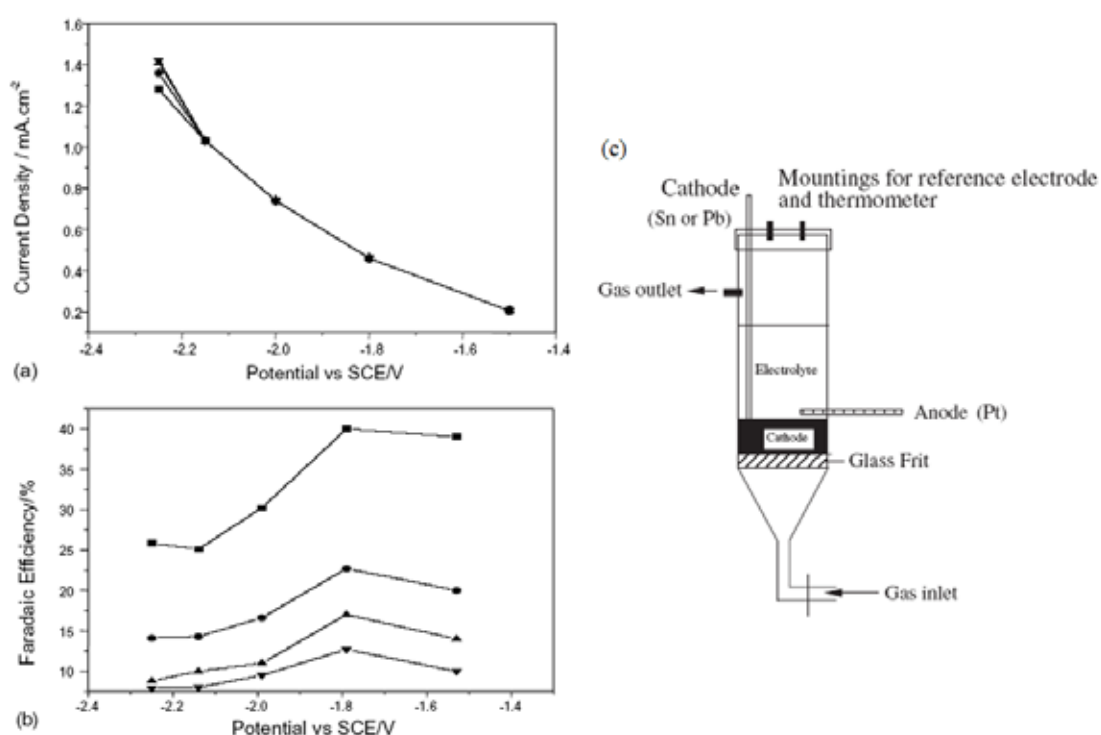 1.6
1.4
1.2
1.0
0.8
0.6
0.4
0.2
Current Density / mA.cm⁻²
-2.4 -2.2 -2.0 -1.8 -1.6 -1.4
Potential vs SCE/V
(a)
40
35
30
25
20
15
10
Faradaic Efficiency/%
-2.4 -2.2 -2.0 -1.8 -1.6 -1.4
Potential vs SCE/V
(b)
(c)
Cathode
(Sn or Pb)
Mountings for reference electrode
and thermometer
Gas outlet
Electrolyte
Anode (Pt)
Cathode
Glass Frit
Gas inlet